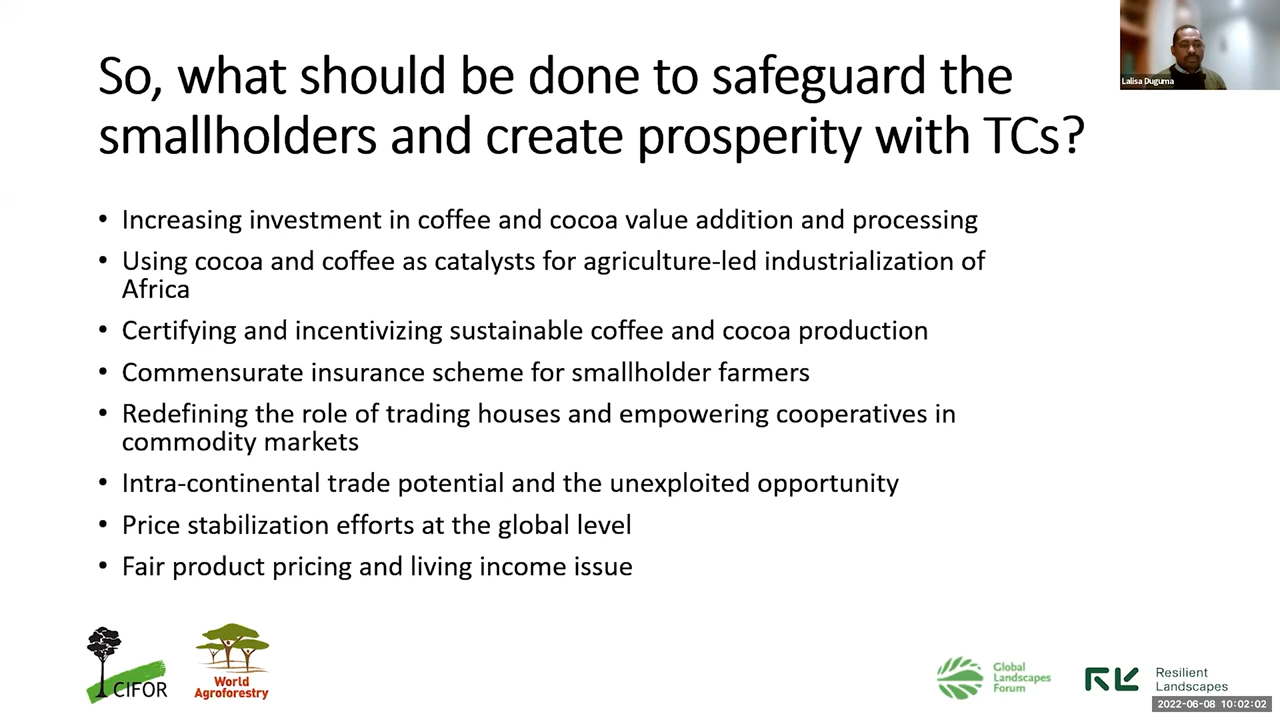 So, what should be done to safeguard the
smallholders and create prosperity with TCs?
Lalisa Duguma
• Increasing investment in coffee and cocoa value addition and processing
• Using cocoa and coffee as catalysts for agriculture-led industrialization of
Africa
• Certifying and incentivizing sustainable coffee and cocoa production
• Commensurate insurance scheme for smallholder farmers
• Redefining the role of trading houses and empowering cooperatives in
commodity markets
• Intra-continental trade potential and the unexploited opportunity
• Price stabilization efforts at the global level
• Fair product pricing and living income issue
CIFOR
World
Agroforestry
Global
Landscapes
Forum
Resilient
Landscapes
2022-06-08 10:02:02